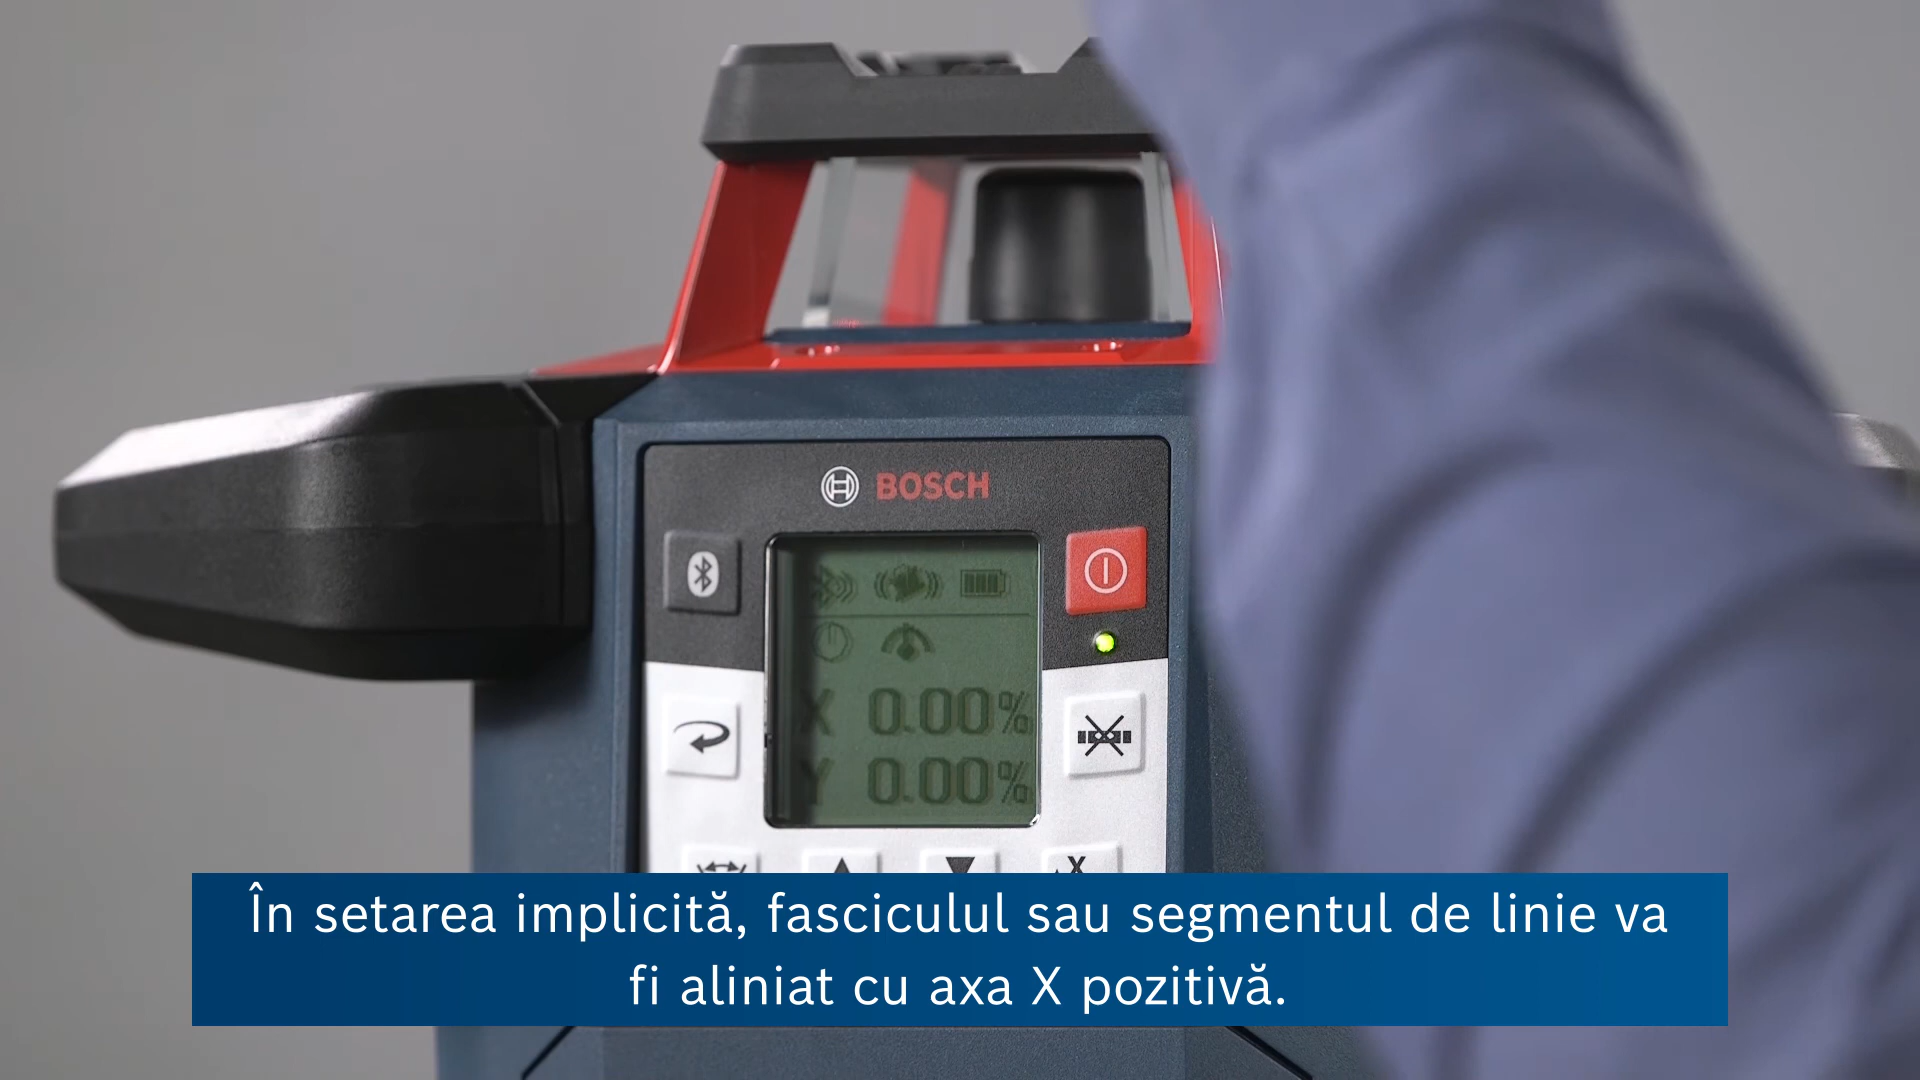 BOSCH
X 0.00%
Y 0.00%
X
În setarea implicită, fasciculul sau segmentul de linie va
fi aliniat cu axa X pozitivă.